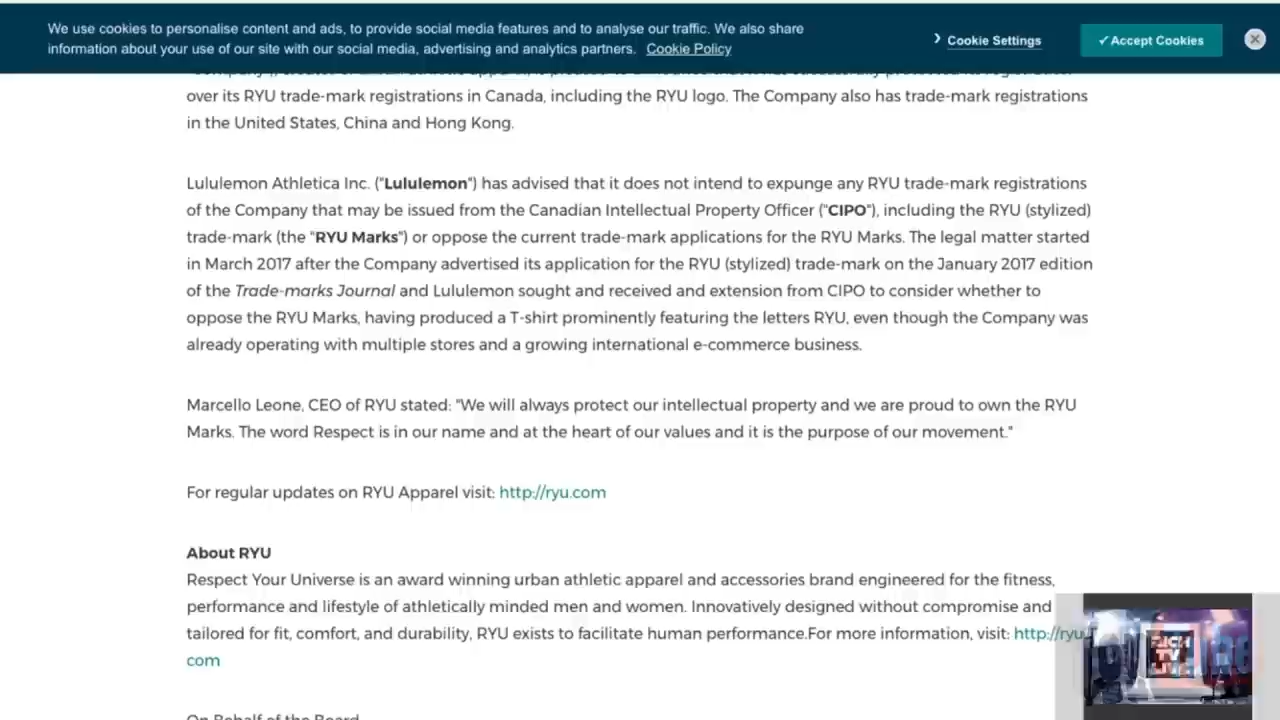 We use cookies to personalise content and ads, to provide social media features and to analyse our traffic. We also share
information about your use of our site with our social media, advertising and analytics partners. Cookie Policy
Cookie Settings
✓Accept Cookies
over its RYU trade-mark registrations in Canada, including the RYU logo. The Company also has trade-mark registrations
in the United States, China and Hong Kong.
Lululemon Athletica Inc. ("Lululemon") has advised that it does not intend to expunge any RYU trade-mark registrations
of the Company that may be issued from the Canadian Intellectual Property Officer ("CIPO"), including the RYU (stylized)
trade-mark (the "RYU Marks") or oppose the current trade-mark applications for the RYU Marks. The legal matter started
in March 2017 after the Company advertised its application for the RYU (stylized) trade-mark on the January 2017 edition
of the Trade-marks Journal and Lululemon sought and received and extension from CIPO to consider whether to
oppose the RYU Marks, having produced a T-shirt prominently featuring the letters RYU, even though the Company was
already operating with multiple stores and a growing international e-commerce business.
Marcello Leone, CEO of RYU stated: "We will always protect our intellectual property and we are proud to own the RYU
Marks. The word Respect is in our name and at the heart of our values and it is the purpose of our movement."
For regular updates on RYU Apparel visit: http://ryu.com
About RYU
Respect Your Universe is an award winning urban athletic apparel and accessories brand engineered for the fitness,
performance and lifestyle of athletically minded men and women. Innovatively designed without compromise and
tailored for fit, comfort, and durability, RYU exists to facilitate human performance.For more information, visit: http://ryu.
com
On Behalf of the Board